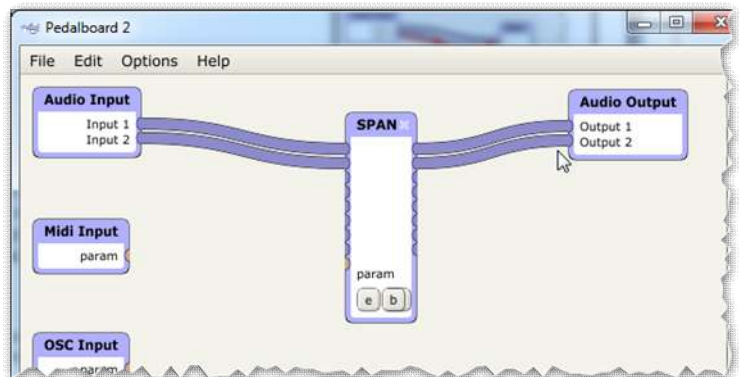 Pedalboard 2
File Edit Options Help
Audio Input
Input 1
Input 2
SPAN
param
e b
Audio Output
Output 1
Output 2
Midi Input
param
OSC Input
param